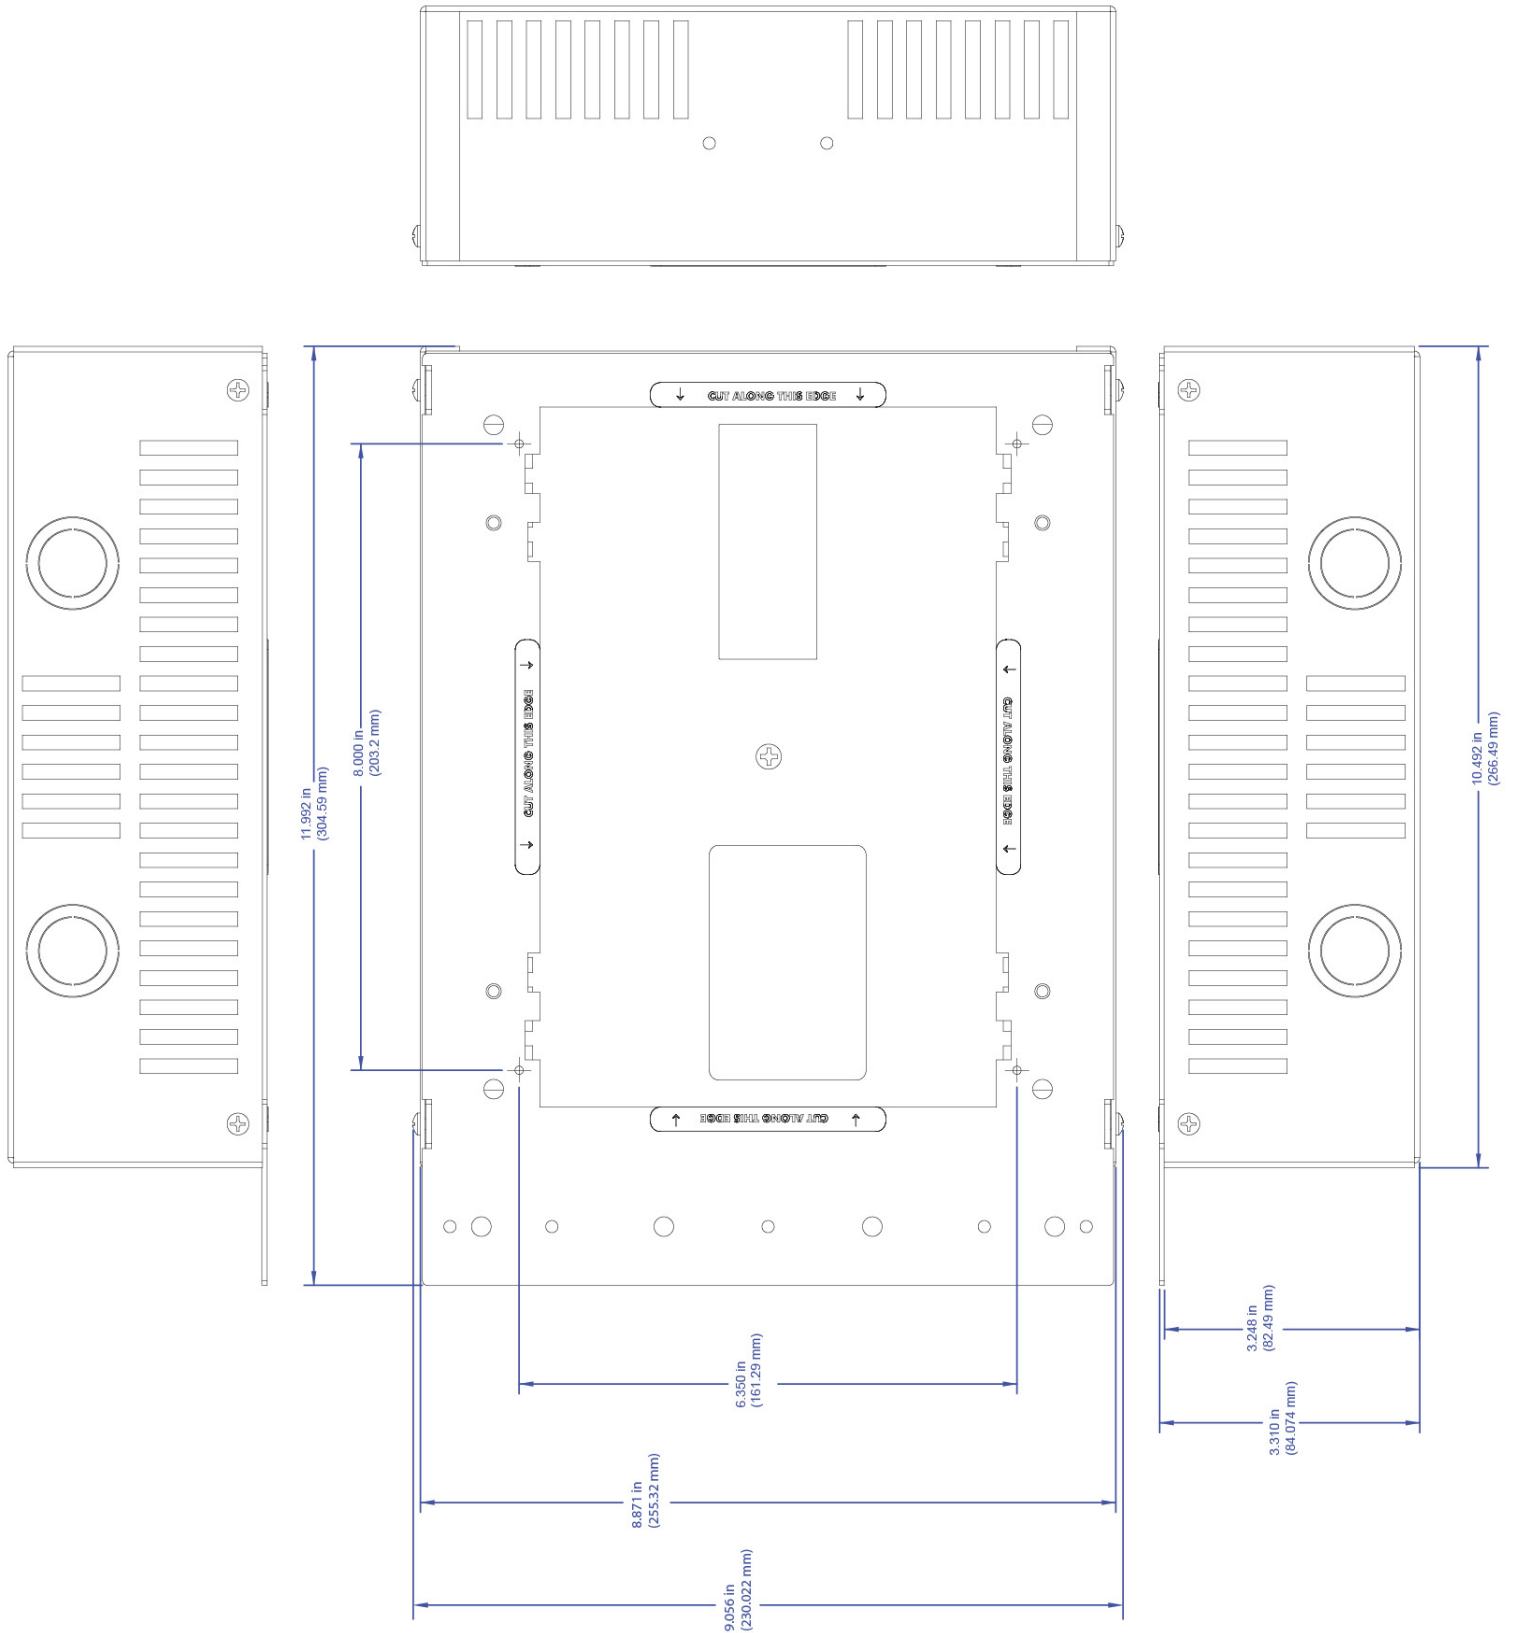 CUT ALONG THIS EDGE
CUT ALONG THIS EDGE
CUT ALONG THIS EDGE
CUT ALONG THIS EDGE
8.000 in
(203.2 mm)
11.992 in
(304.59 mm)
10.492 in
(266.49 mm)
3.248 in
(82.49 mm)
6.350 in
(161.29 mm)
3.310 in
(84.074 mm)
8.871 in
(255.32 mm)
9.056 in
(230.022 mm)